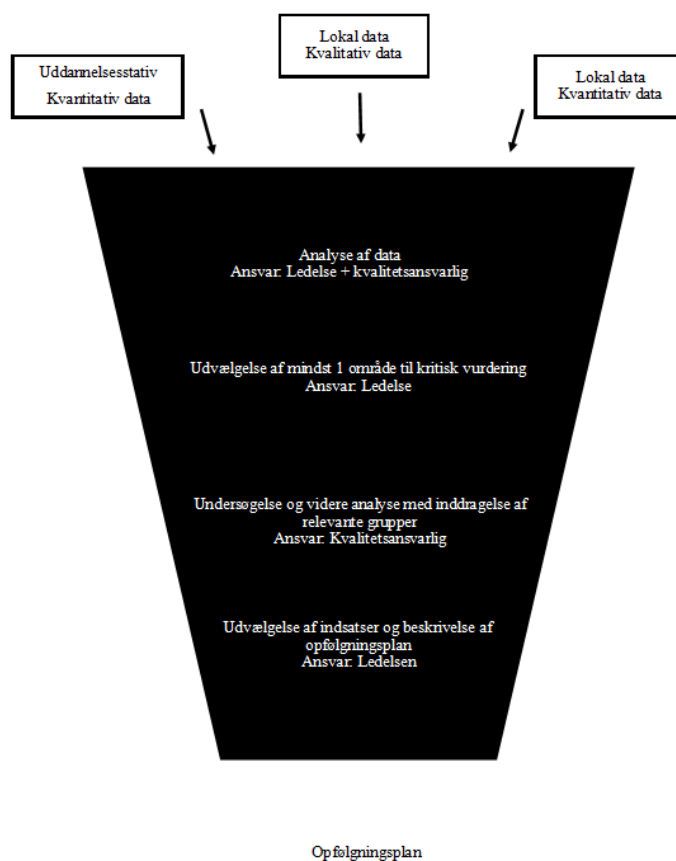 Uddannelsesstativ
Kvantitativ data
Lokal data
Kvalitativ data
Lokal data
Kvantitativ data
Analyse af data
Ansvar: Ledelse + kvalitetsansvarlig
Udvælgelse af mindst 1 område til kritisk vurdering
Ansvar: Ledelse
Undersøgelse og videre analyse med inddragelse af
relevante grupper
Ansvar: Kvalitetsansvarlig
Udvælgelse af indsatser og beskrivelse af
opfølgningsplan
Ansvar: Ledelsen
Opfølgningsplan